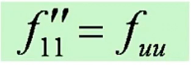 f''₁₁ = f_{uu}